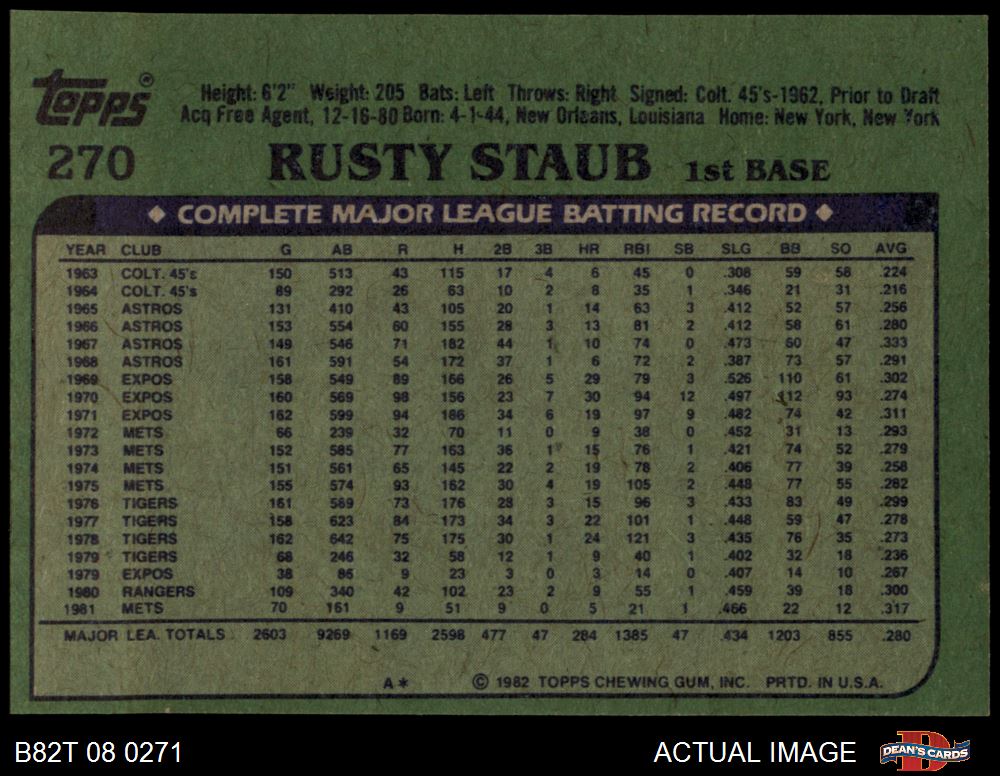 Topps®
Height: 6'2" Weight: 205 Bats: Left Throws: Right Signed: Colt. 45's-1962, Prior to Draft
Acq Free Agent, 12-16-80 Born: 4-1-44, New Orleans, Louisiana Home: New York, New York
270 RUSTY STAUB 1st BASE
◆ COMPLETE MAJOR LEAGUE BATTING RECORD ◆
YEAR CLUB G AB R H 2B 3B HR RBI SB SLG BB SO AVG
1963 COLT. 45's 150 513 43 115 17 4 6 45 0 .308 59 58 .224
1964 COLT. 45's 89 292 26 63 10 2 8 35 1 .346 21 31 .216
1965 ASTROS 131 410 43 105 20 1 14 63 3 .412 52 57 .256
1966 ASTROS 153 554 60 155 28 3 13 81 2 .412 58 61 .280
1967 ASTROS 149 546 71 182 44 1 10 74 0 .473 60 47 .333
1968 ASTROS 161 591 54 172 37 1 6 72 2 .387 73 57 .291
1969 EXPOS 158 549 89 166 26 5 29 79 3 .526 110 61 .302
1970 EXPOS 160 569 98 156 23 7 30 94 12 .497 112 93 .274
1971 EXPOS 162 599 94 186 34 6 19 97 9 .482 74 42 .311
1972 METS 66 239 32 70 11 0 9 38 0 .452 31 13 .293
1973 METS 152 585 77 163 36 1 15 76 1 .421 74 52 .279
1974 METS 151 561 65 145 22 2 19 78 2 .406 77 39 .258
1975 METS 155 574 93 162 30 4 19 105 2 .448 77 55 .282
1976 TIGERS 161 589 73 176 28 3 15 96 3 .433 83 49 .299
1977 TIGERS 158 623 84 173 34 3 22 101 1 .448 59 47 .278
1978 TIGERS 162 642 75 175 30 1 24 121 3 .435 76 35 .273
1979 TIGERS 68 246 32 58 12 1 9 40 1 .402 32 18 .236
1979 EXPOS 38 86 9 23 3 0 3 14 0 .407 14 10 .267
1980 RANGERS 109 340 42 102 23 2 9 55 1 .459 39 18 .300
1981 METS 70 161 9 51 9 0 5 21 1 .466 22 12 .317
MAJOR LEA. TOTALS 2603 9269 1169 2598 477 47 284 1385 47 .434 1203 855 .280
A* © 1982 TOPPS CHEWING GUM, INC. PRTD. IN U.S.A.
B82T 08 0271 ACTUAL IMAGE DEAN'S CARDS